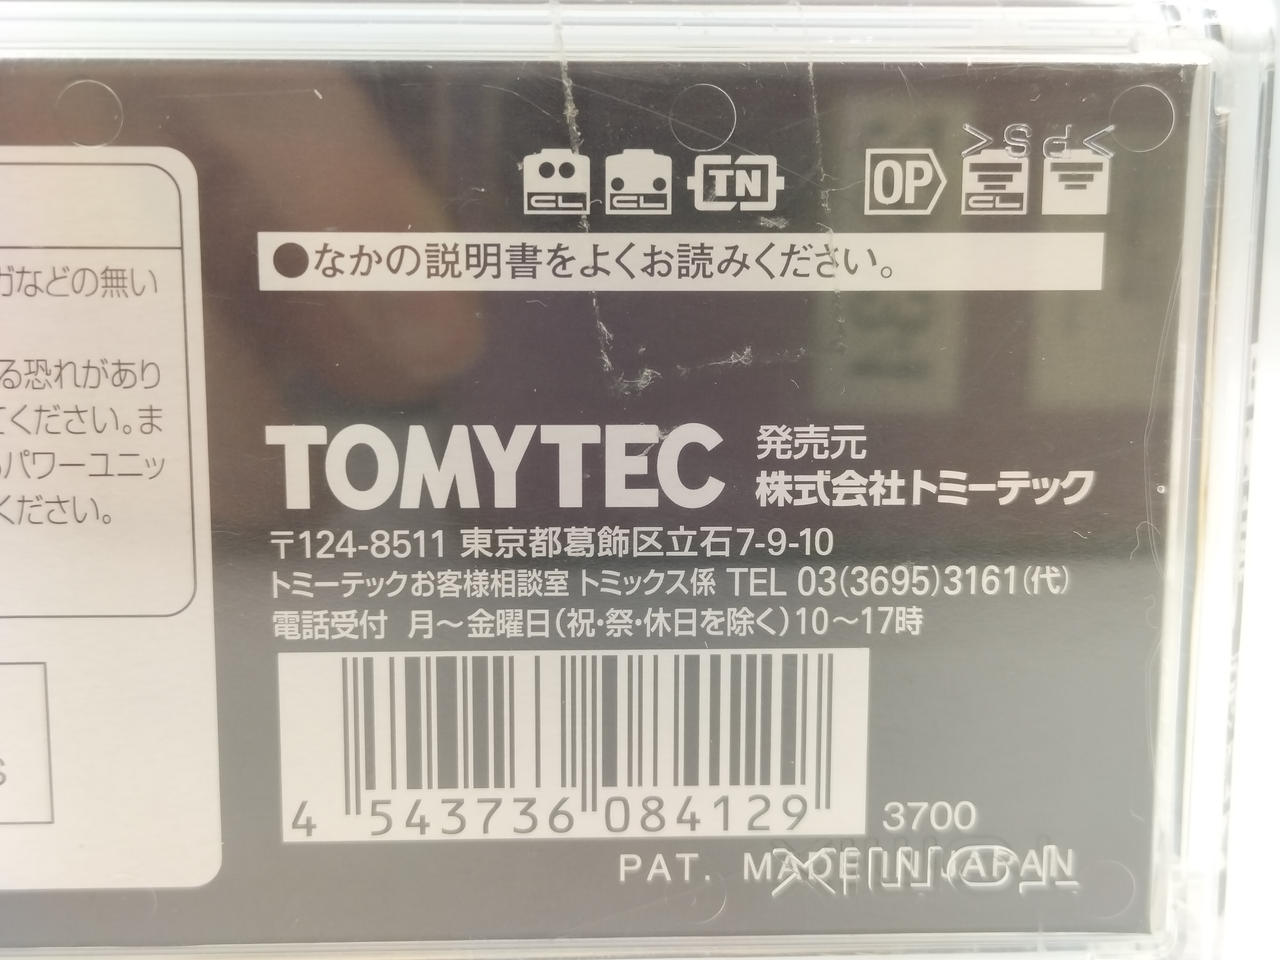 CL
CL
TN
OP
CL
>PS<
●なかの説明書をよくお読みください。
などの無い
る恐れがあり
ください。ま
パワーユニッ
ください。
S
TOMYTEC
発売元
株式会社トミーテック
〒124-8511 東京都葛飾区立石7-9-10
トミーテックお客様相談室 トミックス係 TEL 03(3695)3161(代)
電話受付 月～金曜日(祝・祭・休日を除く)10～17時
4 543736 084129
3700
PAT. MADE IN JAPAN
TOMIX